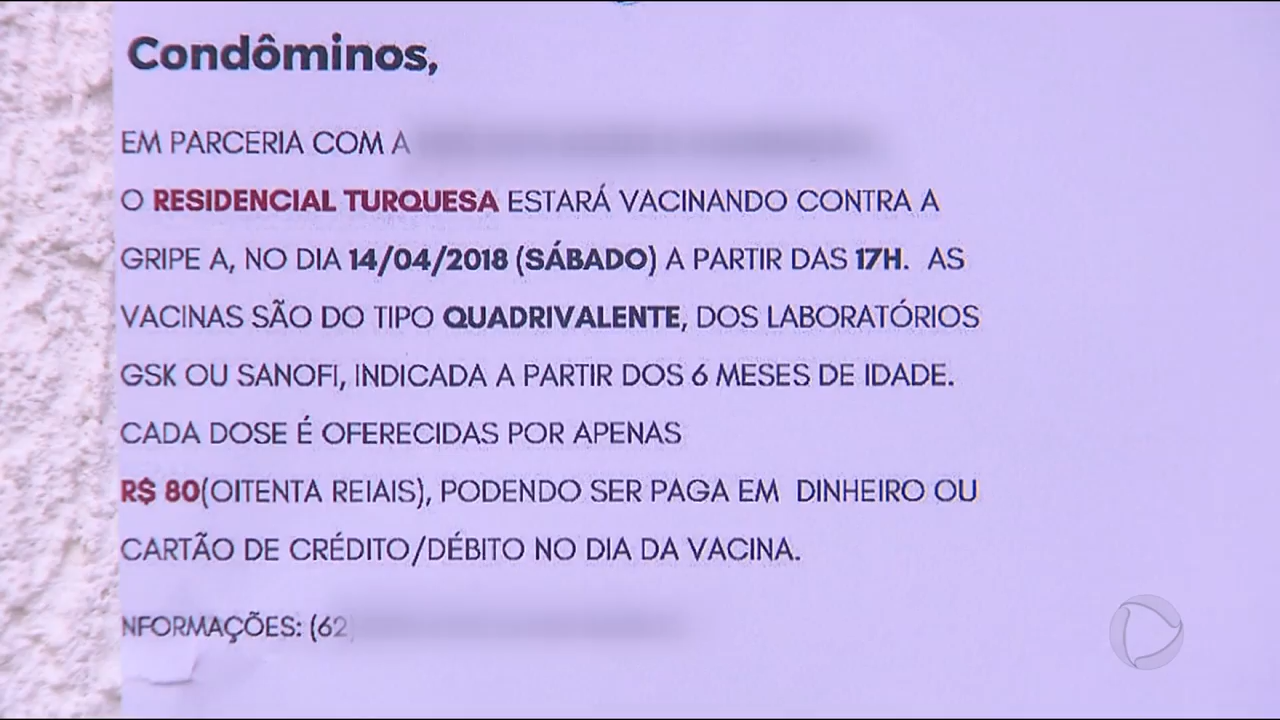 Condôminos,
EM PARCERIA COM A
O RESIDENCIAL TURQUESA ESTARÁ VACINANDO CONTRA A
GRIPE A, NO DIA 14/04/2018 (SÁBADO) A PARTIR DAS 17H. AS
VACINAS SÃO DO TIPO QUADRIVALENTE, DOS LABORATÓRIOS
GSK OU SANOFI, INDICADA A PARTIR DOS 6 MESES DE IDADE.
CADA DOSE É OFERECIDAS POR APENAS
R$ 80(OITENTA REIAIS), PODENDO SER PAGA EM DINHEIRO OU
CARTÃO DE CRÉDITO/DÉBITO NO DIA DA VACINA.
NFORMAÇÕES: (62)